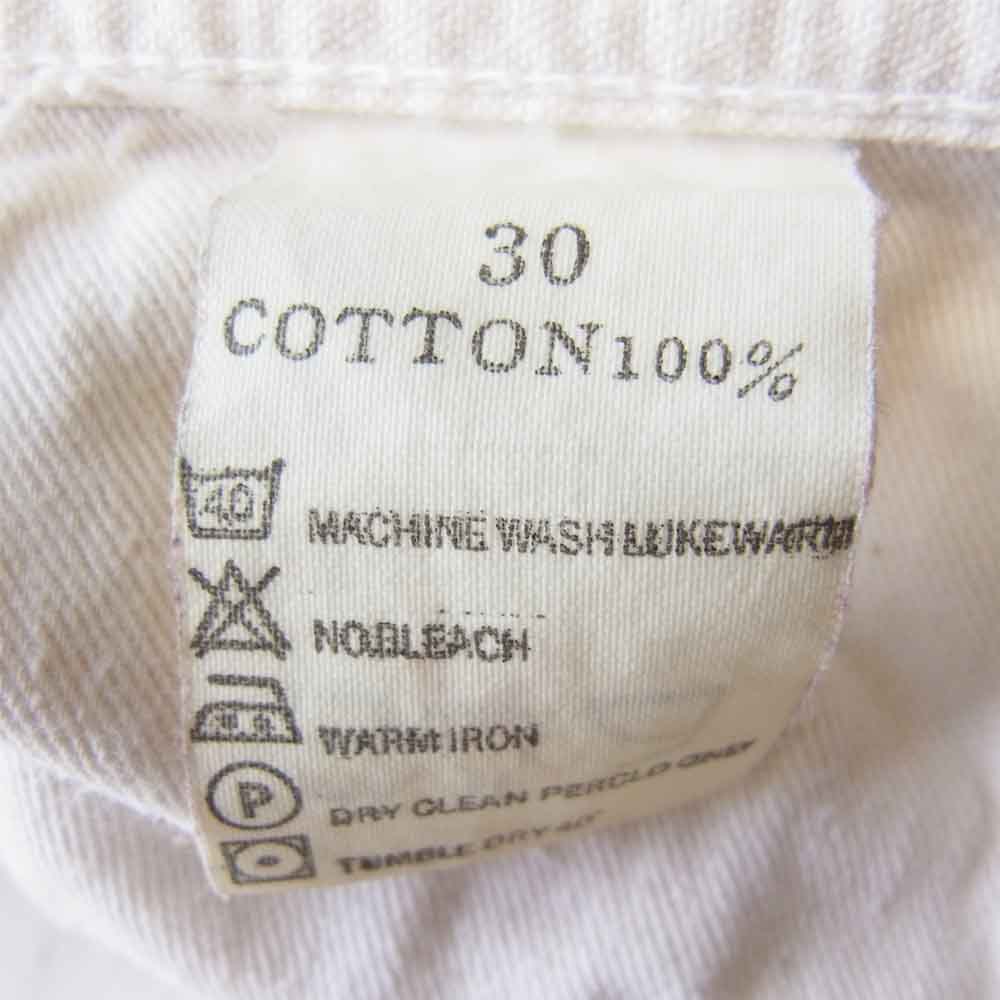 30
COTTON100%
40
MACHINE WASH LUKEWARM
NO.BLEACH
WARM IRON
P
DRY CLEAN PERCLO ONLY
TUMBLE DRY 40°